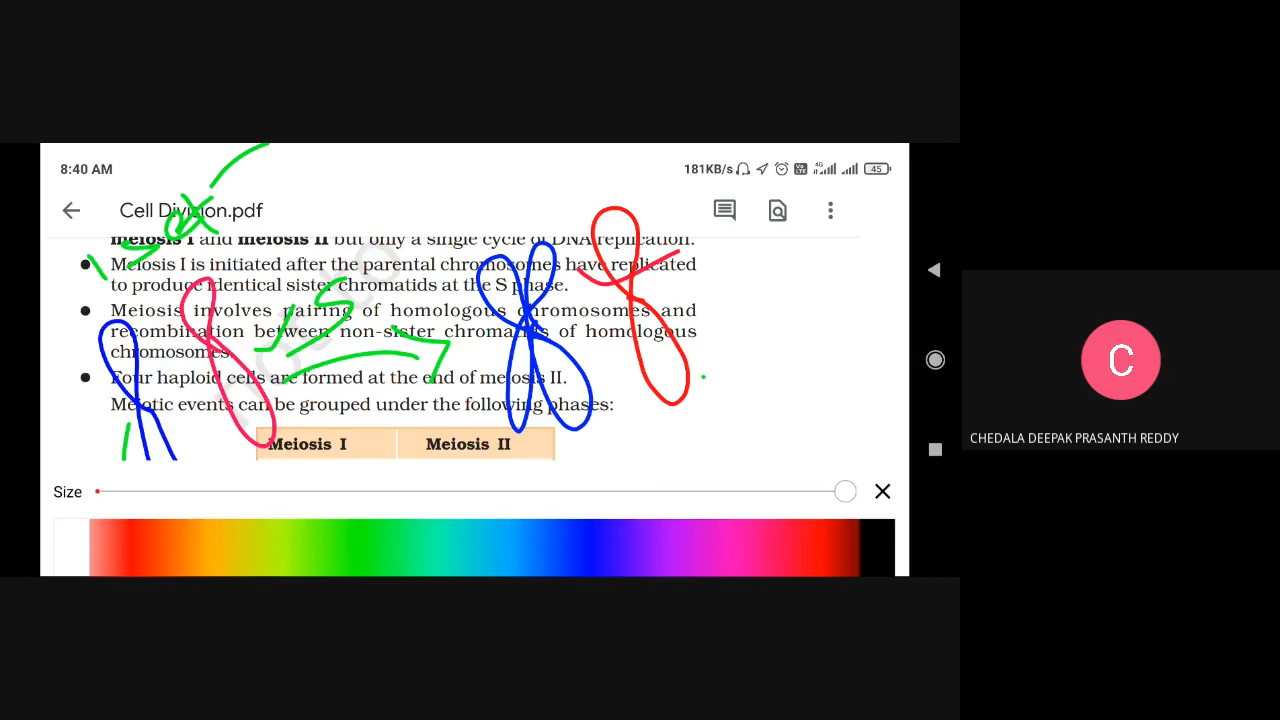 8:40 AM 181KB/s 4G 45
Cell Division.pdf
meiosis I and meiosis II but only a single cycle of DNA replication.
● Meiosis I is initiated after the parental chromosomes have replicated
to produce identical sister chromatids at the S phase.
● Meiosis involves pairing of homologous chromosomes and
recombination between non-sister chromatids of homologous
chromosomes.
● Four haploid cells are formed at the end of meiosis II.
Meiotic events can be grouped under the following phases:
Meiosis I Meiosis II
Size
C
CHEDALA DEEPAK PRASANTH REDDY
S